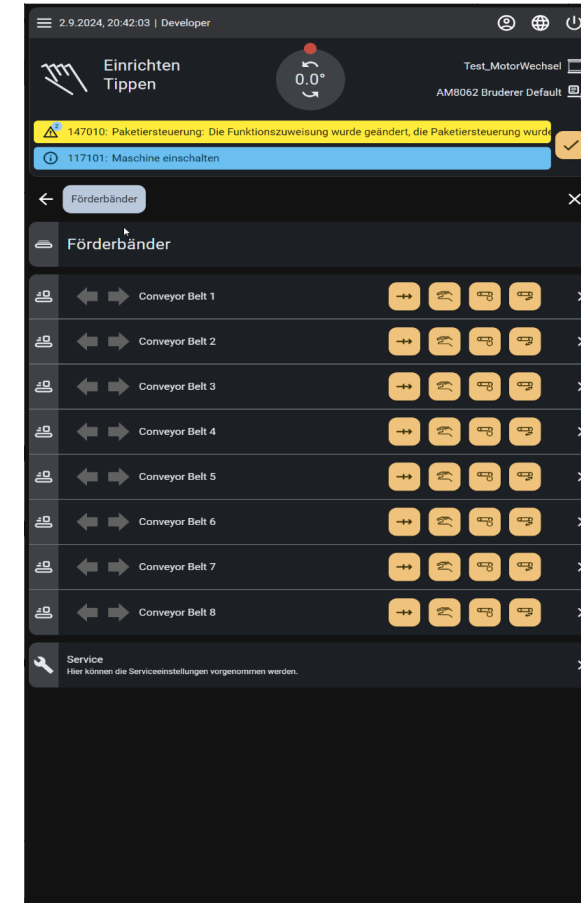 2.9.2024, 20:42:03 | Developer
Einrichten
Tippen
0.0°
Test_MotorWechsel
AM8062 Bruderer Default
147010: Paketiersteuerung: Die Funktionszuweisung wurde geändert, die Paketiersteuerung wurde
117101: Maschine einschalten
Förderbänder
Förderbänder
Conveyor Belt 1
Conveyor Belt 2
Conveyor Belt 3
Conveyor Belt 4
Conveyor Belt 5
Conveyor Belt 6
Conveyor Belt 7
Conveyor Belt 8
Service
Hier können die Serviceeinstellungen vorgenommen werden.